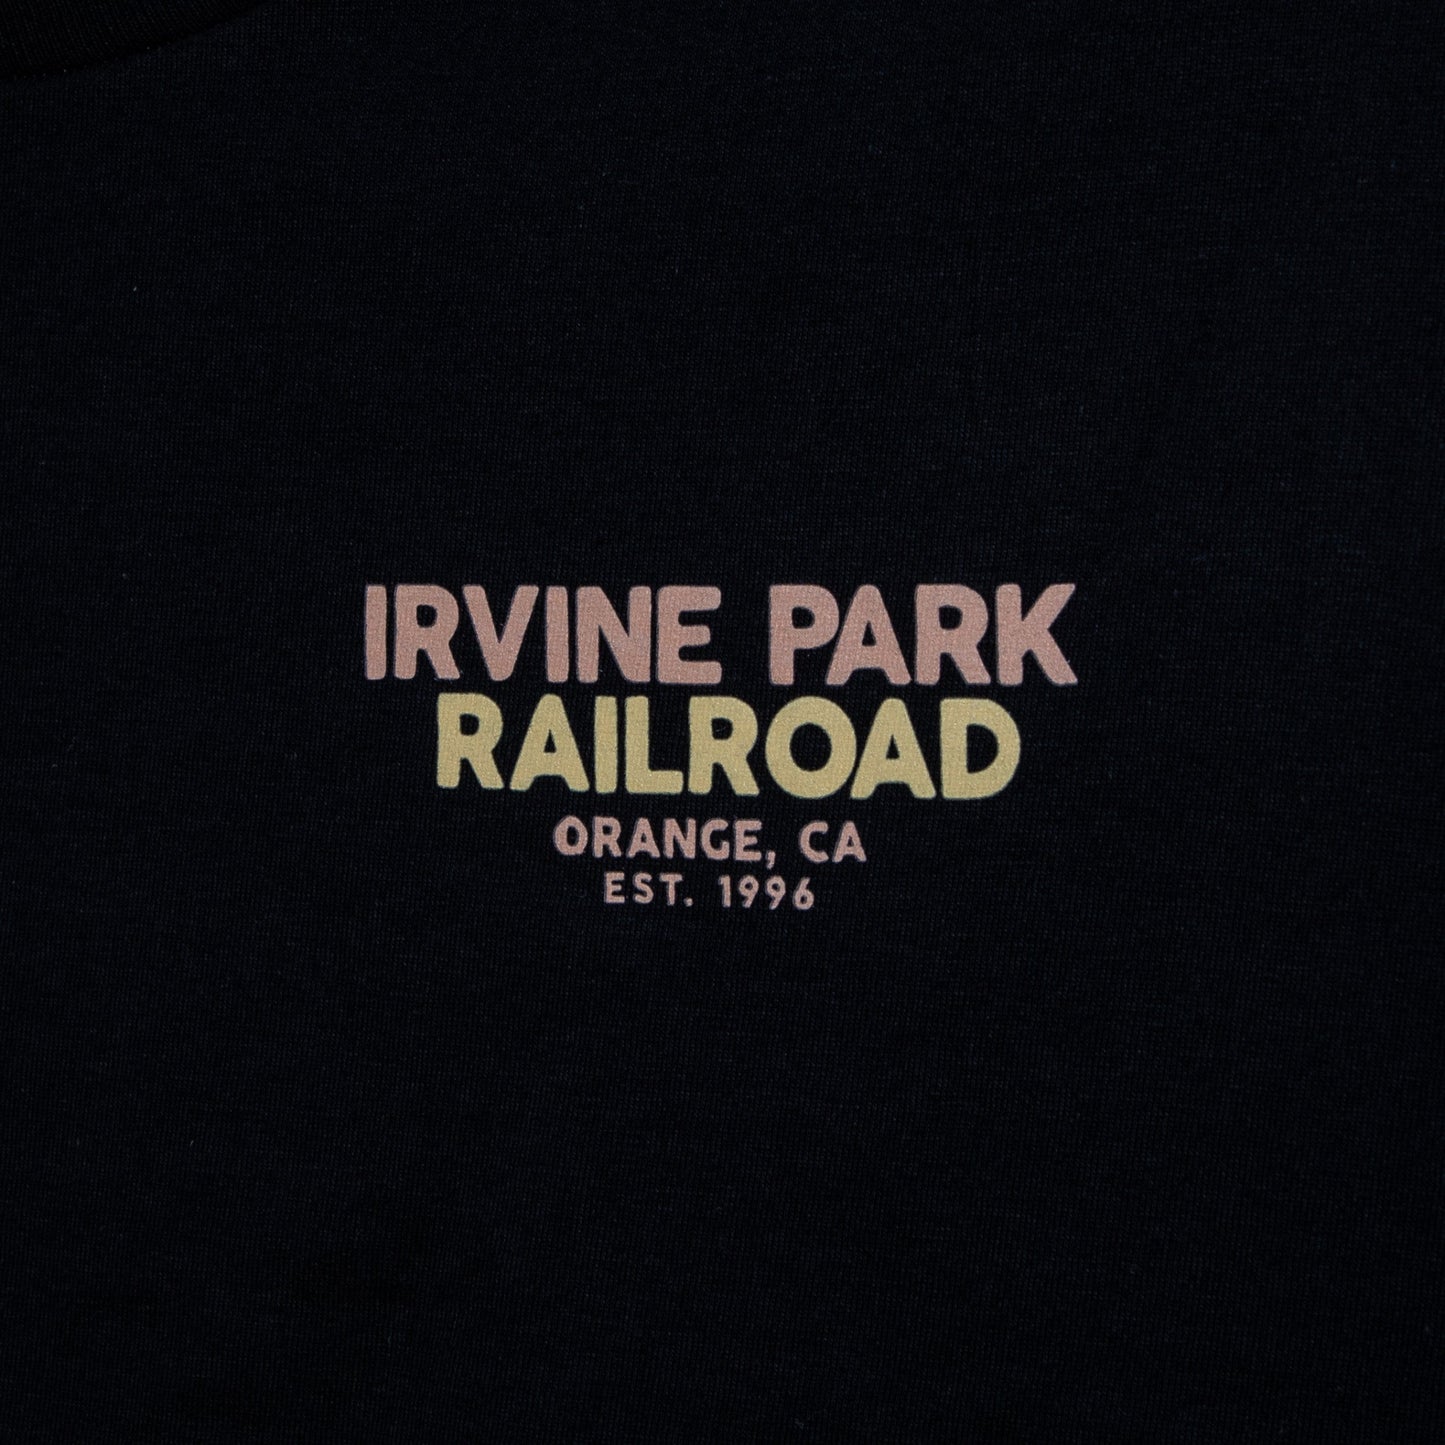 IRVINE PARK
RAILROAD
ORANGE, CA
EST. 1996